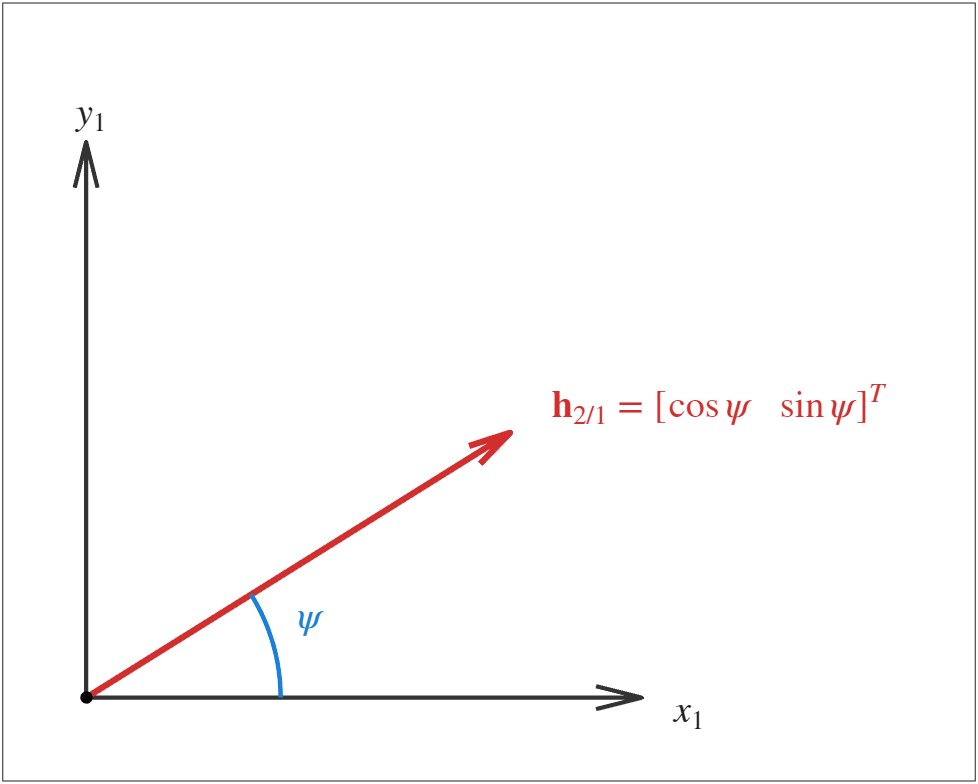 y₁
𝐡₂/₁ = [cos ψ sin ψ]ᵀ
ψ
x₁